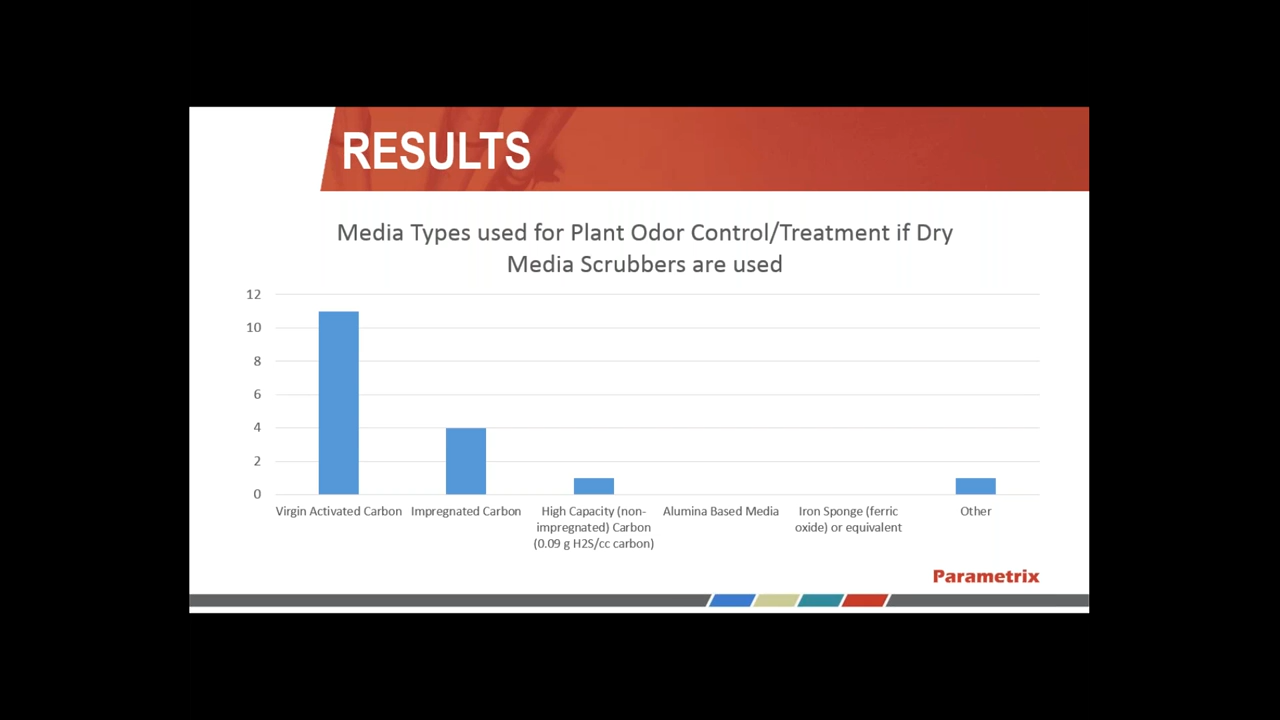 RESULTS
Media Types used for Plant Odor Control/Treatment if Dry
Media Scrubbers are used
12
10
8
6
4
2
0
Virgin Activated Carbon
Impregnated Carbon
High Capacity (non-
impregnated) Carbon
(0.09 g H2S/cc carbon)
Alumina Based Media
Iron Sponge (ferric
oxide) or equivalent
Other
Parametrix